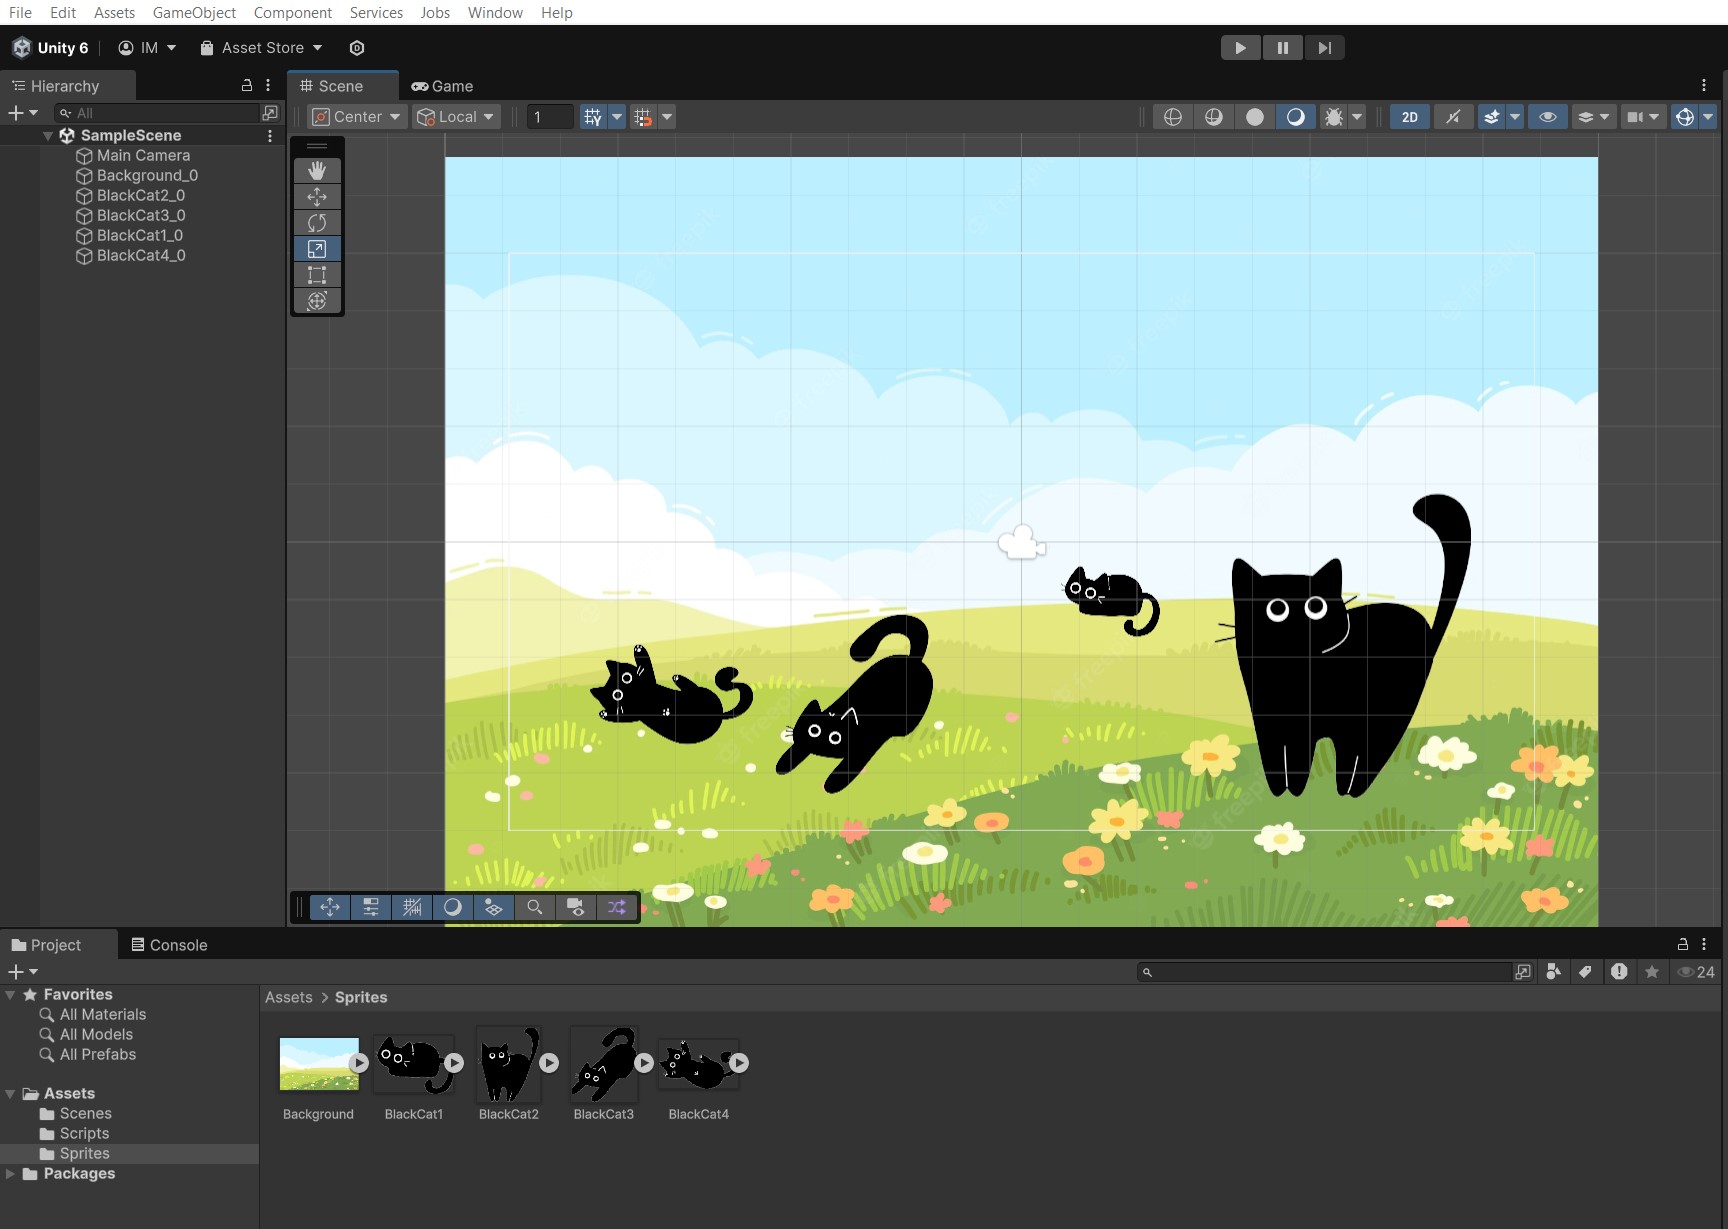 File Edit Assets GameObject Component Services Jobs Window Help
Unity 6 IM Asset Store
Hierarchy
Scene
Game
All
Center
Local
1
2D
SampleScene
Main Camera
Background_0
BlackCat2_0
BlackCat3_0
BlackCat1_0
BlackCat4_0
freepik
Project
Console
24
Favorites
All Materials
All Models
All Prefabs
Assets
Scenes
Scripts
Sprites
Packages
Assets > Sprites
Background
BlackCat1
BlackCat2
BlackCat3
BlackCat4